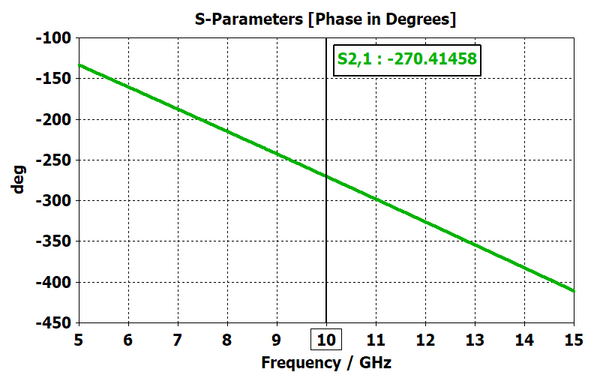 S-Parameters [Phase in Degrees]
S2,1 : -270.41458
-100
-150
-200
-250
-300
-350
-400
-450
deg
5 6 7 8 9 10 11 12 13 14 15
Frequency / GHz